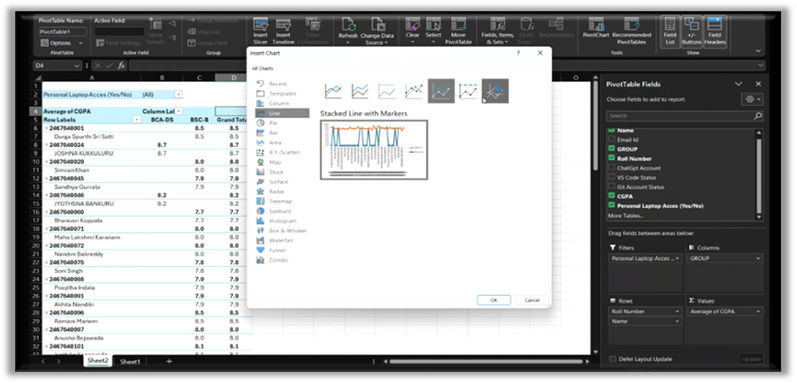 PivotTable Name:
PivotTable1
Options
PivotTable
Active Field:
Field Settings
Active Field
Group Field
Group
Insert Slicer
Insert Timeline
Refresh
Change Data Source
Clear
Select
Move PivotTable
Fields, Items, & Sets
Relationships
PivotChart
Recommended PivotTables
Tools
Field List
+/- Buttons
Field Headers
Show
D4
A B C D O
1
2 Personal Laptop Acces (Yes/No) (All)
3
4 Average of CGPA Column Lal
5 Row Labels BCA-DS BSC-B Grand Tota
6 2467640001 8.5 8.5
7 Durga Spurthi Sri Satti 8.5 8.5
8 2467640024 8.7 8.7
9 JOSHNA KUKKULURU 8.7 8.7
10 2467640029 8.0 8.0
11 Simran Khan 8.0 8.0
12 2467640045 7.9 7.9
13 Sandhya Gurrala 7.9 7.9
14 2467640046 8.2 8.2
15 JYOTHSNA BANKURU 8.2 8.2
16 2467640060 7.7 7.7
17 Bhanusri Koppala 7.7 7.7
18 2467640071 8.0 8.0
19 Maha Lakshmi Karanam 8.0 8.0
20 2467640072 8.0 8.0
21 Nandini Balireddy 8.0 8.0
22 2467640075 7.8 7.8
23 Soni Singh 7.8 7.8
24 2467640088 7.9 7.9
25 Poojitha Indala 7.9 7.9
26 2467640091 7.9 7.9
27 Akhita Nandiki 7.9 7.9
28 2467640096 8.5 8.5
29 Ramani Manem 8.5 8.5
30 2467640097 8.0 8.0
31 Anusha Bejawada 8.0 8.0
32 2467640101 8.1 8.1
Sheet2 Sheet1 +
Insert Chart ? ×
All Charts
Recent
Templates
Column
Line
Pie
Bar
Area
X Y (Scatter)
Map
Stock
Surface
Radar
Treemap
Sunburst
Histogram
Box & Whisker
Waterfall
Funnel
Combo
Stacked Line with Markers
OK Cancel
PivotTable Fields
Choose fields to add to report:
Search
Name
Email Id
GROUP
Roll Number
ChatGpt Account
VS Code Status
Git Account Status
CGPA
Personal Laptop Acces (Yes/No)
More Tables...
Drag fields between areas below:
Filters
Personal Laptop Acces ..
Columns
GROUP
Rows
Roll Number
Name
Values
Average of CGPA
Defer Layout Update
Update